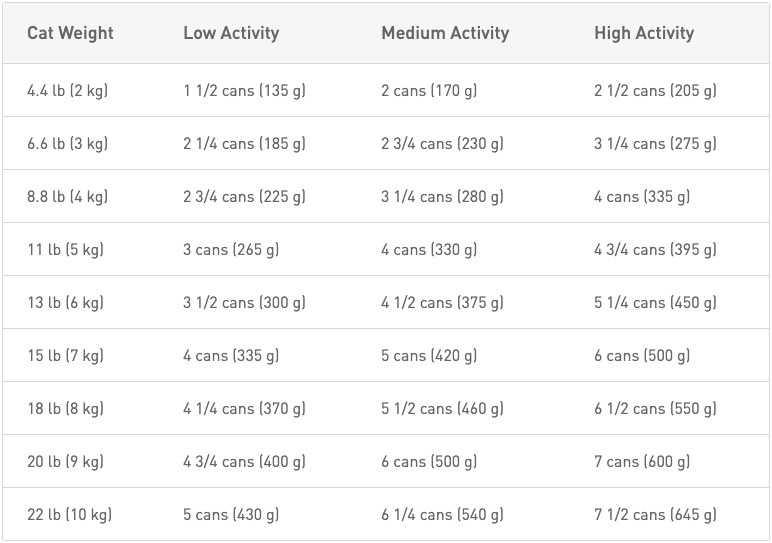 Cat Weight Low Activity Medium Activity High Activity
4.4 lb (2 kg) 1 1/2 cans (135 g) 2 cans (170 g) 2 1/2 cans (205 g)
6.6 lb (3 kg) 2 1/4 cans (185 g) 2 3/4 cans (230 g) 3 1/4 cans (275 g)
8.8 lb (4 kg) 2 3/4 cans (225 g) 3 1/4 cans (280 g) 4 cans (335 g)
11 lb (5 kg) 3 cans (265 g) 4 cans (330 g) 4 3/4 cans (395 g)
13 lb (6 kg) 3 1/2 cans (300 g) 4 1/2 cans (375 g) 5 1/4 cans (450 g)
15 lb (7 kg) 4 cans (335 g) 5 cans (420 g) 6 cans (500 g)
18 lb (8 kg) 4 1/4 cans (370 g) 5 1/2 cans (460 g) 6 1/2 cans (550 g)
20 lb (9 kg) 4 3/4 cans (400 g) 6 cans (500 g) 7 cans (600 g)
22 lb (10 kg) 5 cans (430 g) 6 1/4 cans (540 g) 7 1/2 cans (645 g)